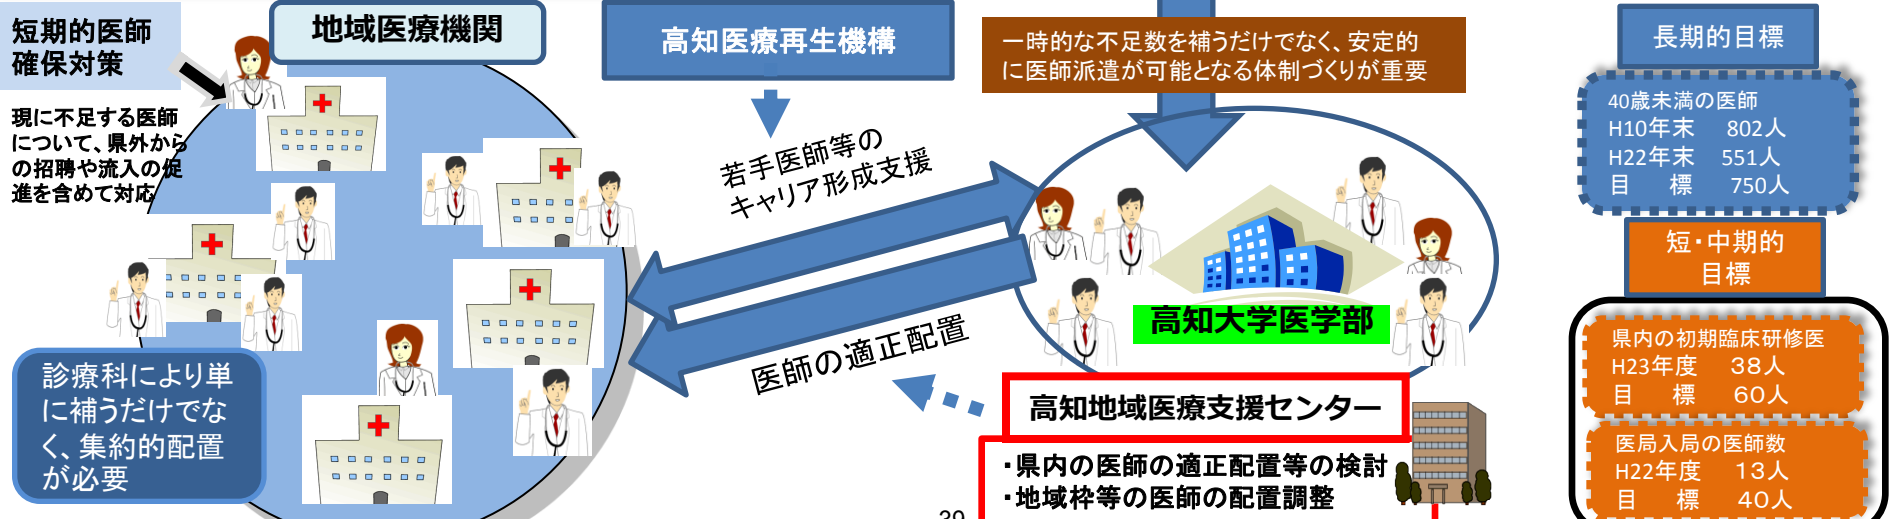 短期的医師
確保対策
現に不足する医師
について、県外から
の招聘や流入の促
進を含めて対応
地域医療機関
診療科により単
に補うだけでな
く、集約的配置
が必要
高知医療再生機構
若手医師等の
キャリア形成支援
医師の適正配置
一時的な不足数を補うだけでなく、安定的
に医師派遣が可能となる体制づくりが重要
高知大学医学部
高知地域医療支援センター
・県内の医師の適正配置等の検討
・地域枠等の医師の配置調整
長期的目標
40歳未満の医師
H10年末 802人
H22年末 551人
目 標 750人
短・中期的
目標
県内の初期臨床研修医
H23年度 38人
目 標 60人
医局入局の医師数
H22年度 13人
目 標 40人
39